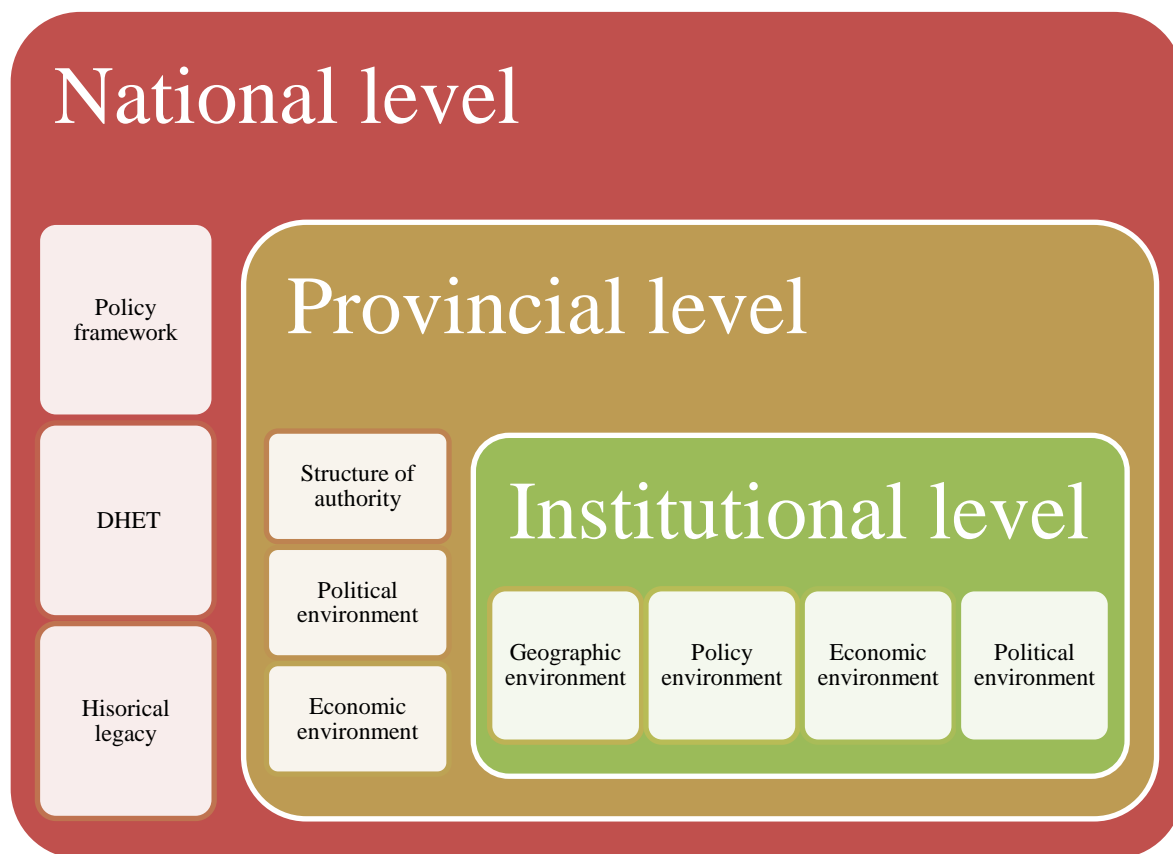 National level
Policy
framework
DHET
Hisorical
legacy
Provincial level
Structure of
authority
Political
environment
Economic
environment
Institutional level
Geographic
environment
Policy
environment
Economic
environment
Political
environment